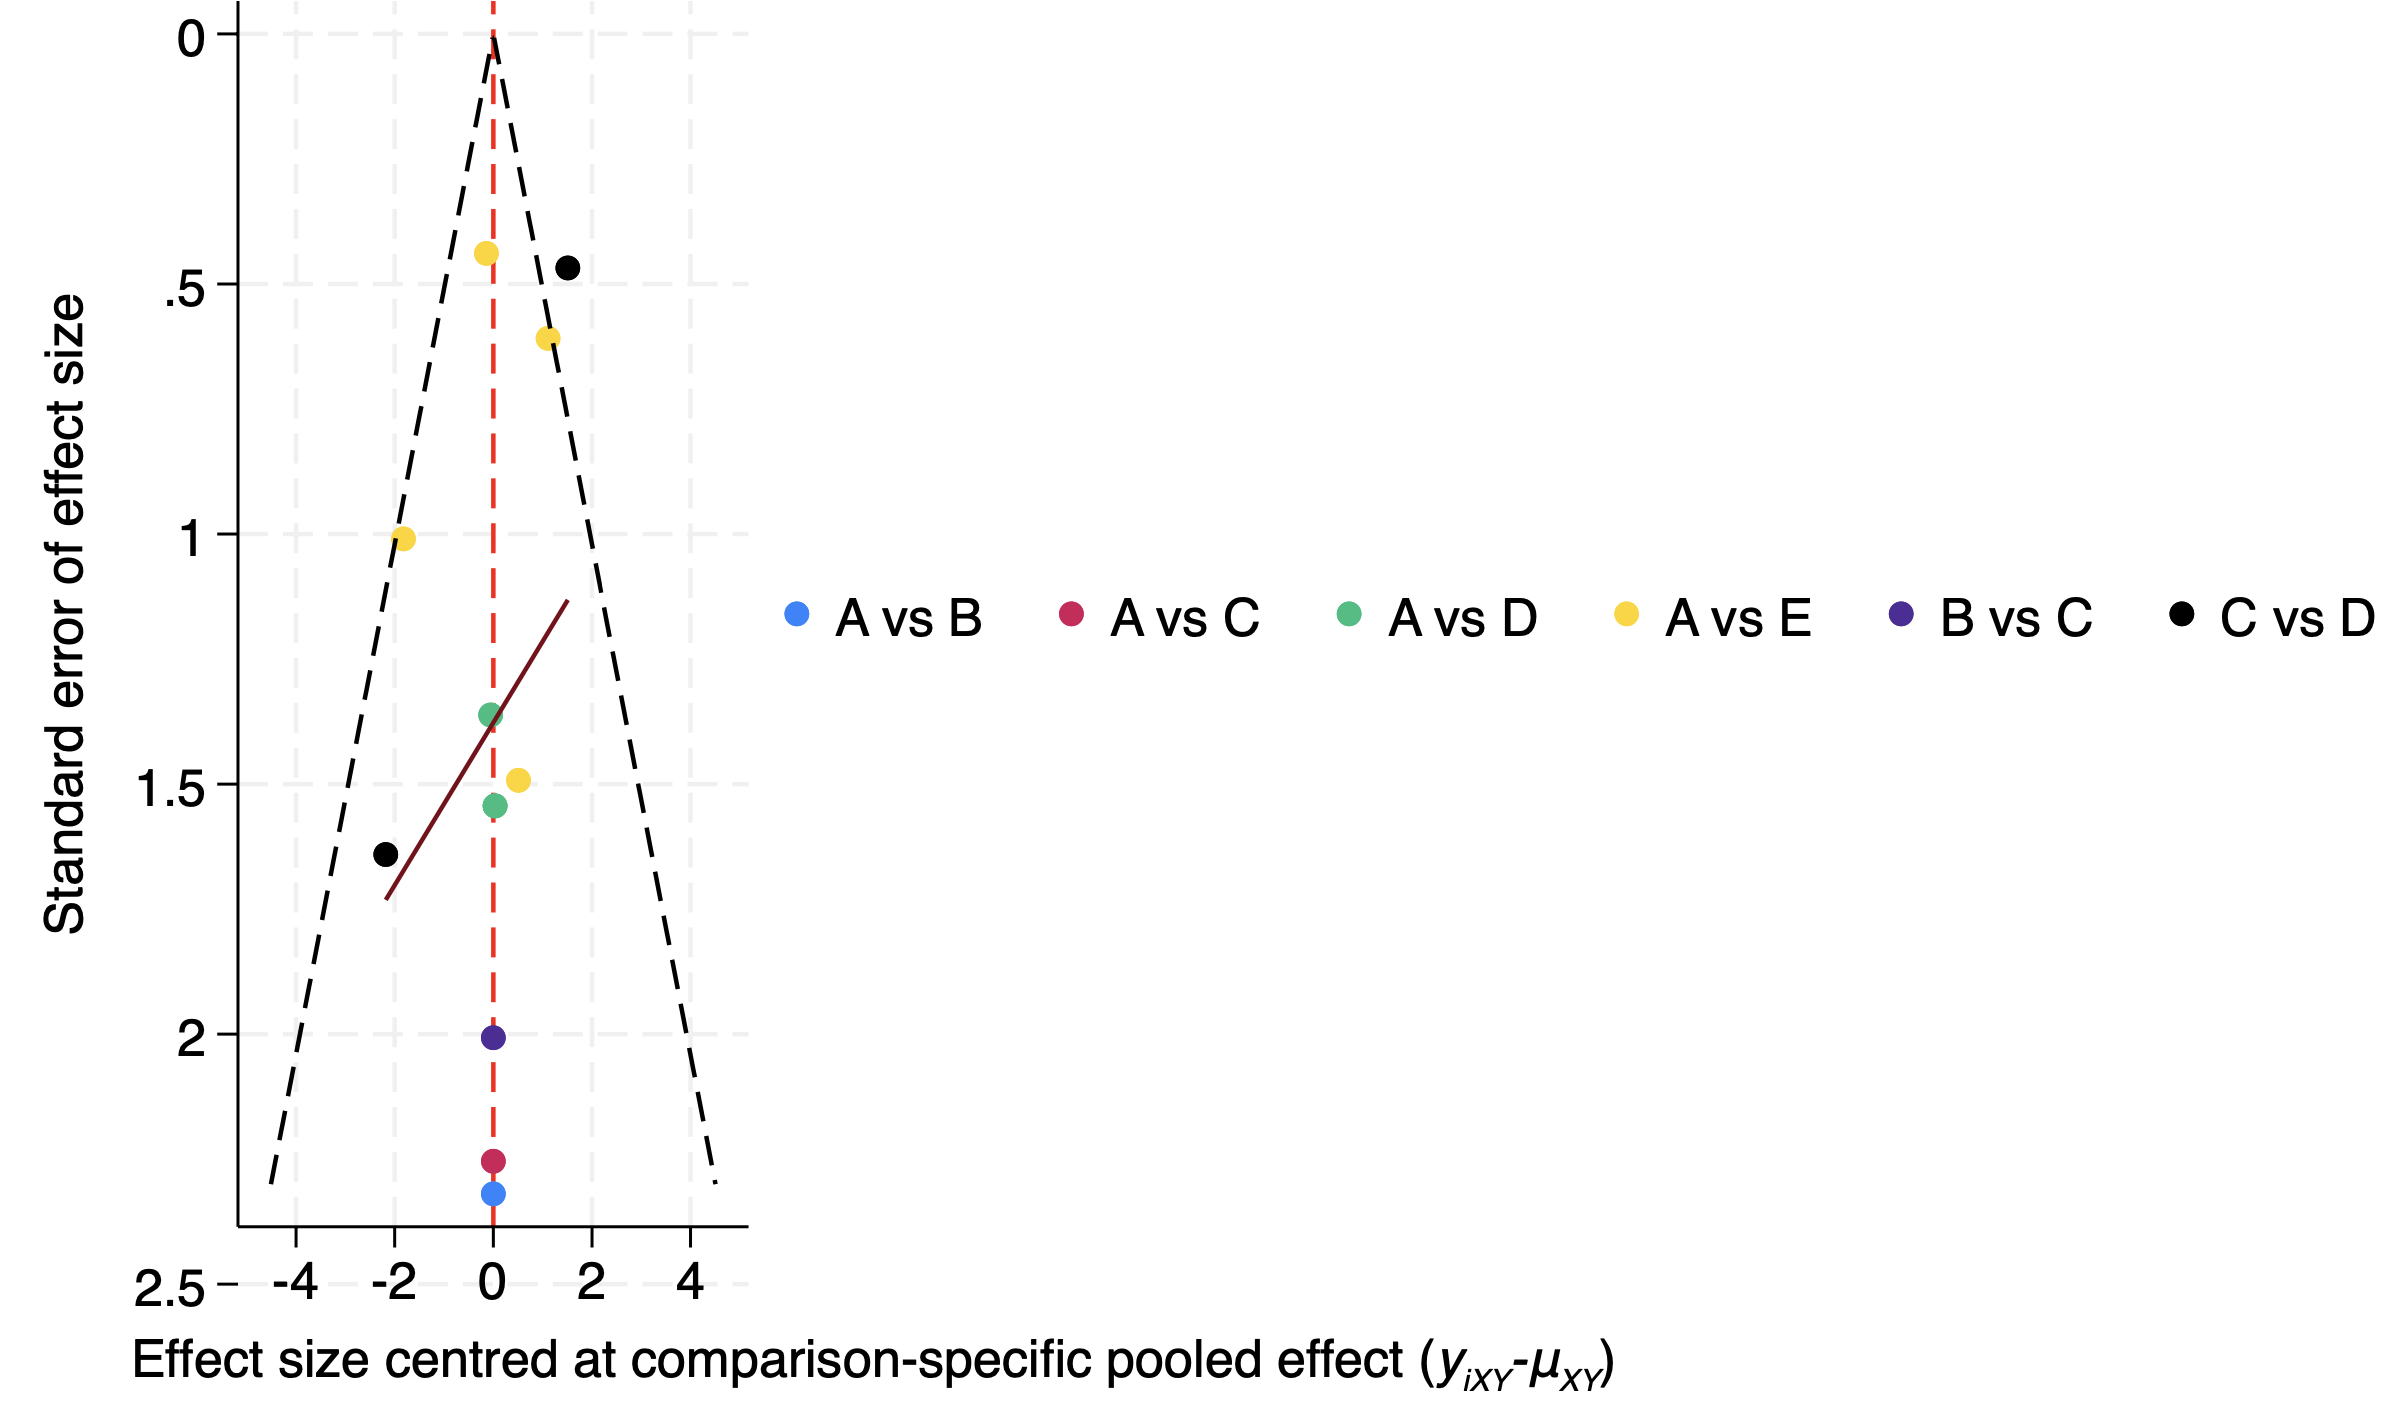 Standard error of effect size
0
.5
1
1.5
2
2.5
-4 -2 0 2 4
Effect size centred at comparison-specific pooled effect (yiXY-μXY)
A vs B A vs C A vs D A vs E B vs C C vs D